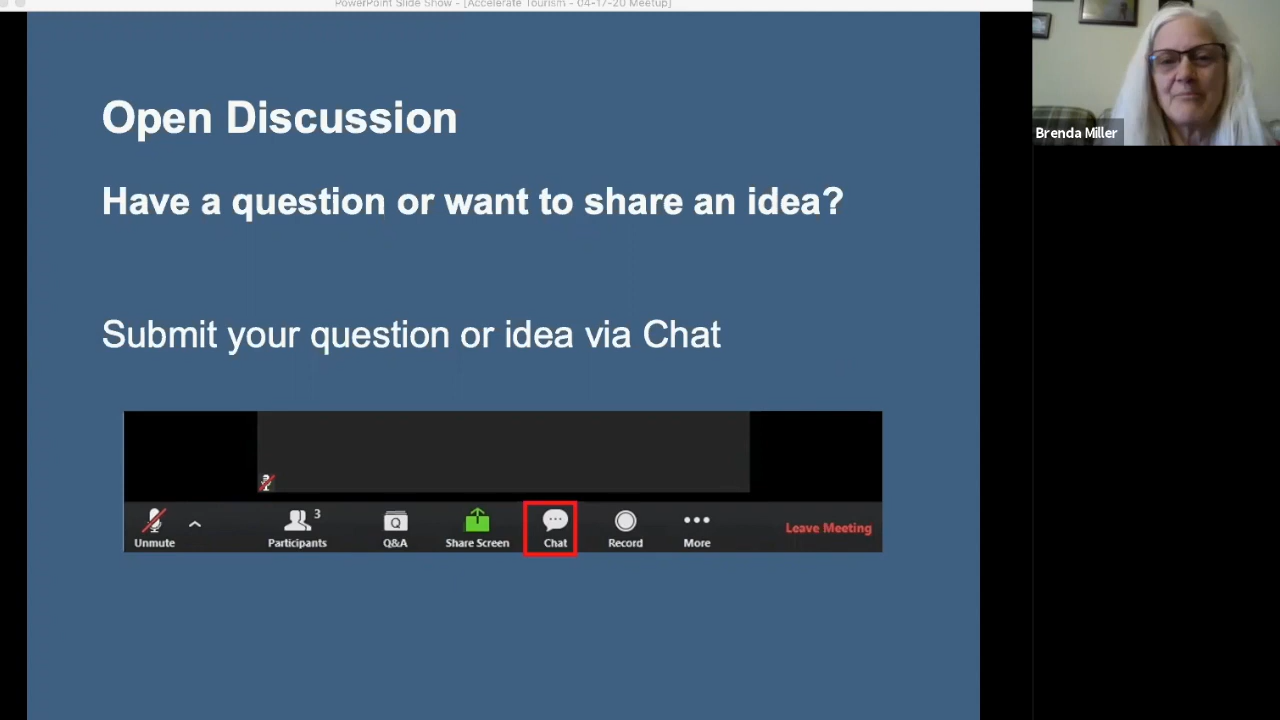 PowerPoint Slide Show - [Accelerate Tourism - 04-17-20 Meetup]
Open Discussion
Have a question or want to share an idea?
Submit your question or idea via Chat
3
Q
Unmute
Participants
Q&A
Share Screen
Chat
Record
More
Leave Meeting
Brenda Miller